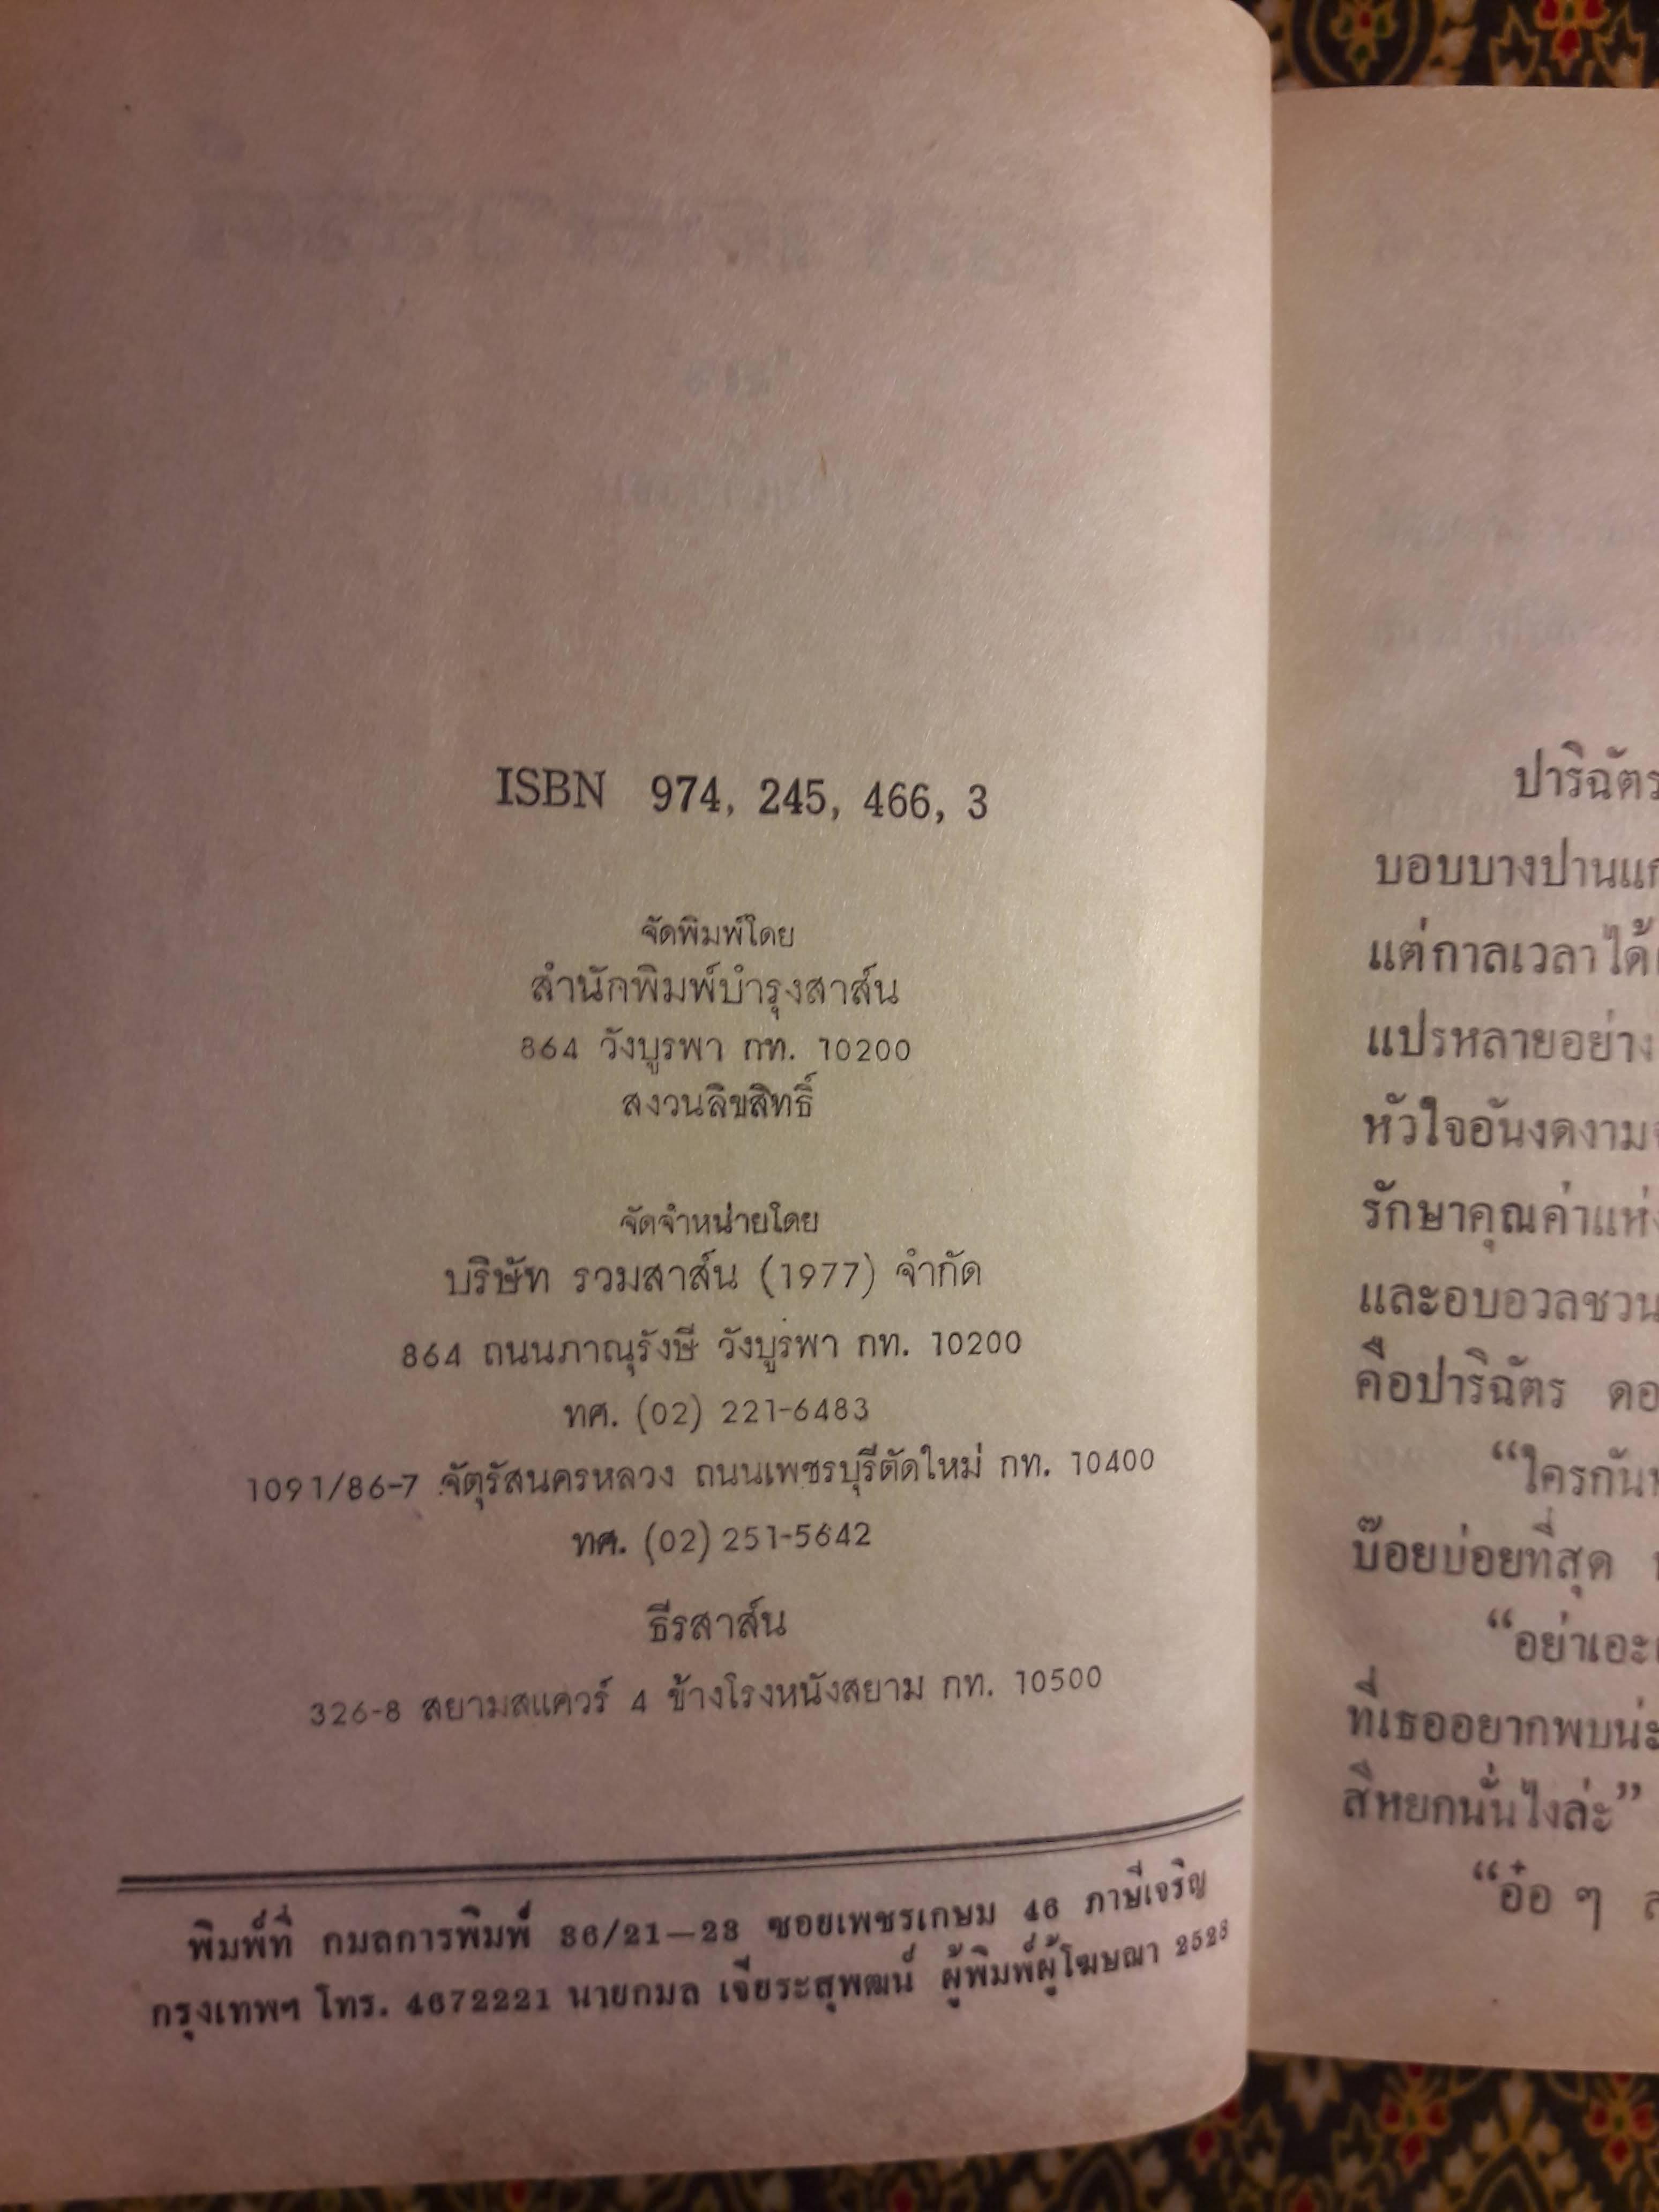 ISBN 974, 245, 466, 3
จัดพิมพ์โดย
สำนักพิมพ์บำรุงสาส์น
864 วังบูรพา กท. 10200
สงวนลิขสิทธิ์
จัดจำหน่ายโดย
บริษัท รวมสาส์น (1977) จำกัด
864 ถนนภาณุรังษี วังบูรพา กท. 10200
ทศ. (02) 221-6483
1091/86-7 จัตุรัสนครหลวง ถนนเพชรบุรีตัดใหม่ กท. 10400
ทศ. (02) 251-5642
ธีรสาส์น
326-8 สยามสแควร์ 4 ข้างโรงหนังสยาม กท. 10500
พิมพ์ที่ กมลการพิมพ์ 36/21—23 ซอยเพชรเกษม 46 ภาษีเจริญ
กรุงเทพฯ โทร. 4672221 นายกมล เจียระสุพฒน์ ผู้พิมพ์ผู้โฆษณา 2528
ปาริฉัตร
บอบบางปาน
แต่กาลเวลาได้
แปรหลายอย่าง
หัวใจอันงดงาม
รักษาคุณค่าแห่ง
และอบอวลชวน
คือปาริฉัตร ดอ
“ใครกัน
บ๊อยบ่อยที่สุด
“อย่าเอะ
ที่เธออยากพบน่ะ
สีหยกนั่นไงล่ะ”
“อ๋อ ๆ